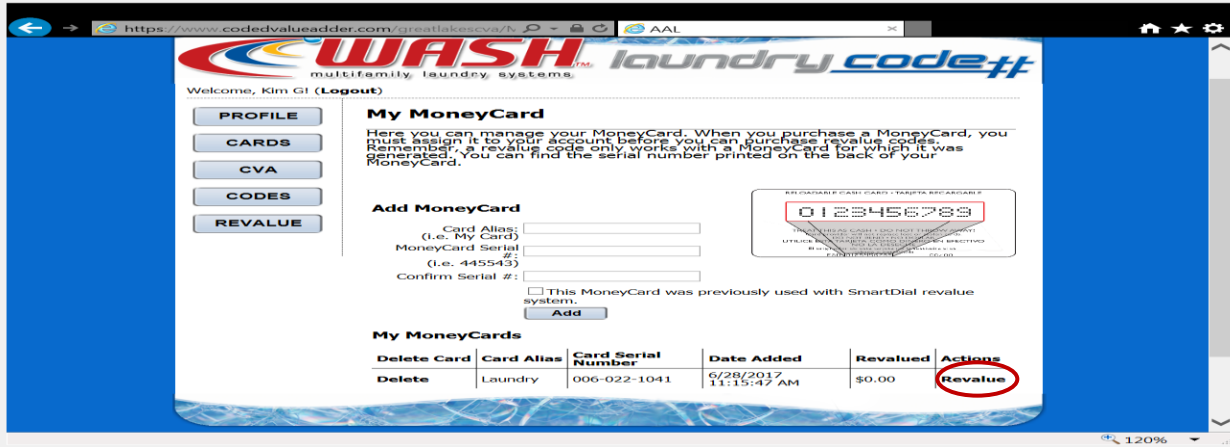 https://www.codedvalueadder.com/greatlakescva/M
AAL
WASH laundry code#
multifamily laundry systems
TM
Welcome, Kim G! (Logout)
PROFILE
CARDS
CVA
CODES
REVALUE
My MoneyCard
Here you can manage your MoneyCard. When you purchase a MoneyCard, you
must assign it to your account before you can purchase revalue codes.
Remember, a revalue code only works with a MoneyCard for which it was
generated. You can find the serial number printed on the back of your
MoneyCard.
Add MoneyCard
Card Alias:
(i.e. My Card)
MoneyCard Serial
#:
(i.e. 445543)
Confirm Serial #:
This MoneyCard was previously used with SmartDial revalue
system.
Add
RELOADABLE CASH CARD • TARJETA RECARGABLE
0123456789
My MoneyCards
Delete Card Card Alias Card Serial Number Date Added Revalued Actions
Delete Laundry 006-022-1041 6/28/2017 11:15:47 AM $0.00 Revalue
120%